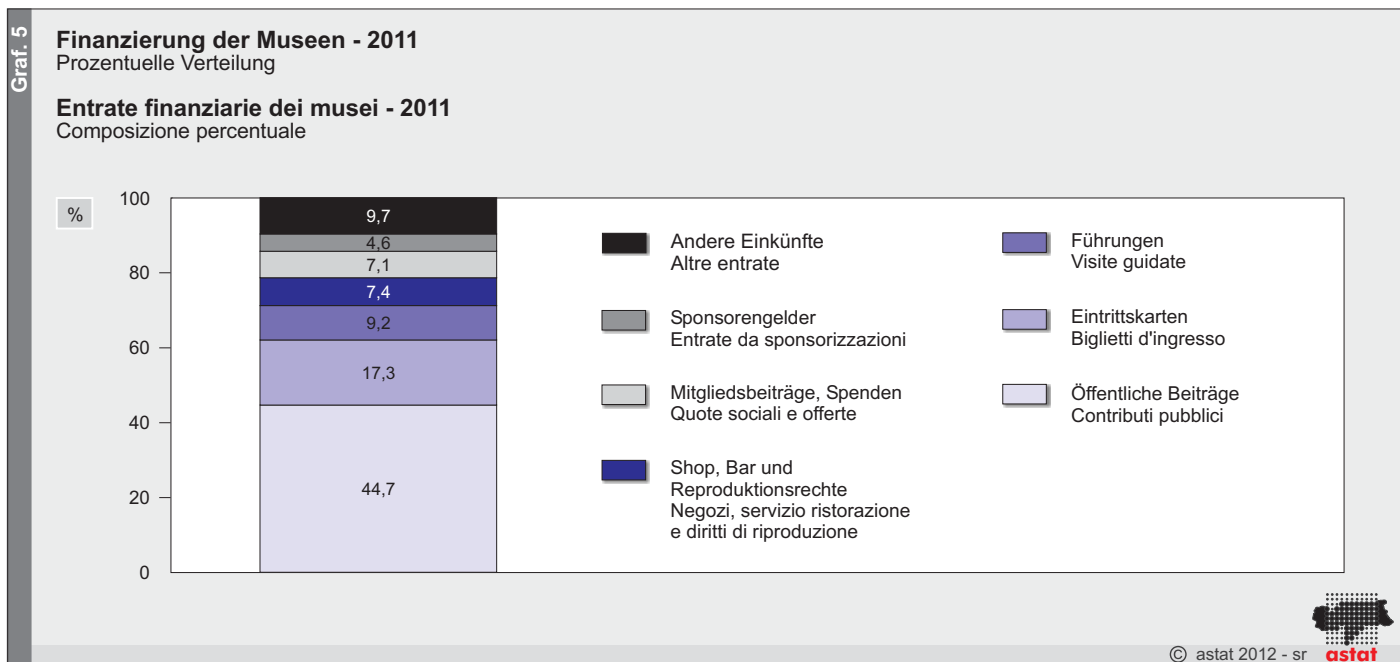 Graf. 5
Finanzierung der Museen - 2011
Prozentuelle Verteilung
Entrate finanziarie dei musei - 2011
Composizione percentuale
%
100
80
60
40
20
0
9,7
4,6
7,1
7,4
9,2
17,3
44,7
Andere Einkünfte
Altre entrate
Sponsorengelder
Entrate da sponsorizzazioni
Mitgliedsbeiträge, Spenden
Quote sociali e offerte
Shop, Bar und
Reproduktionsrechte
Negozi, servizio ristorazione
e diritti di riproduzione
Führungen
Visite guidate
Eintrittskarten
Biglietti d'ingresso
Öffentliche Beiträge
Contributi pubblici
© astat 2012 - sr
astat